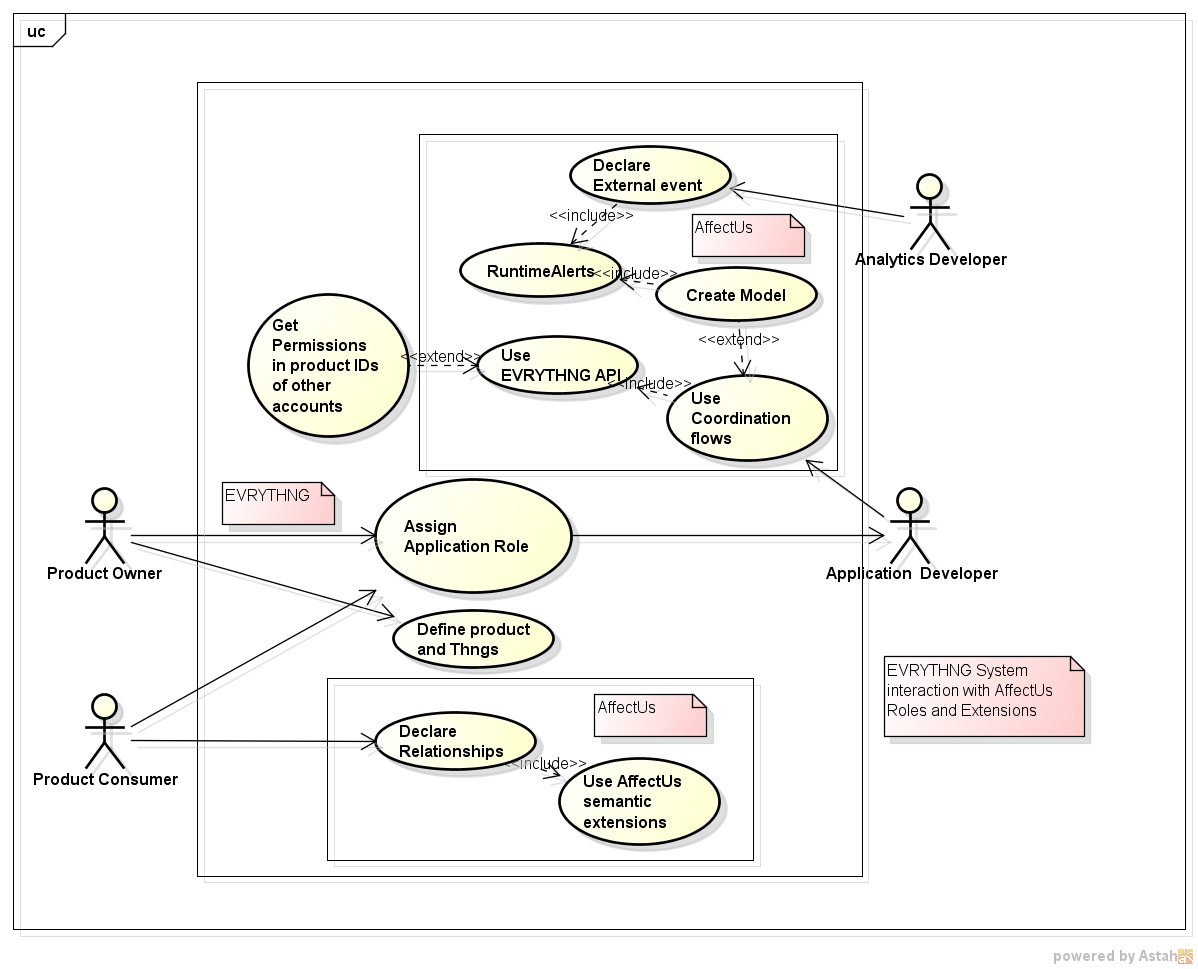 uc
Declare
External event
<<include>>
AffectUs
Analytics Developer
RuntimeAlerts
<<include>>
Create Model
Get
Permissions
in product IDs
of other
accounts
<<extend>>
<<extend>>
Use
EVRYTHNG API
<<include>>
Use
Coordination
flows
EVRYTHNG
Assign
Application Role
Product Owner
Application  Developer
Define product
and Thngs
EVRYTHNG System
interaction with AffectUs
Roles and Extensions
AffectUs
Declare
Relationships
<<include>>
Product Consumer
Use AffectUs
semantic
extensions
powered by Astah